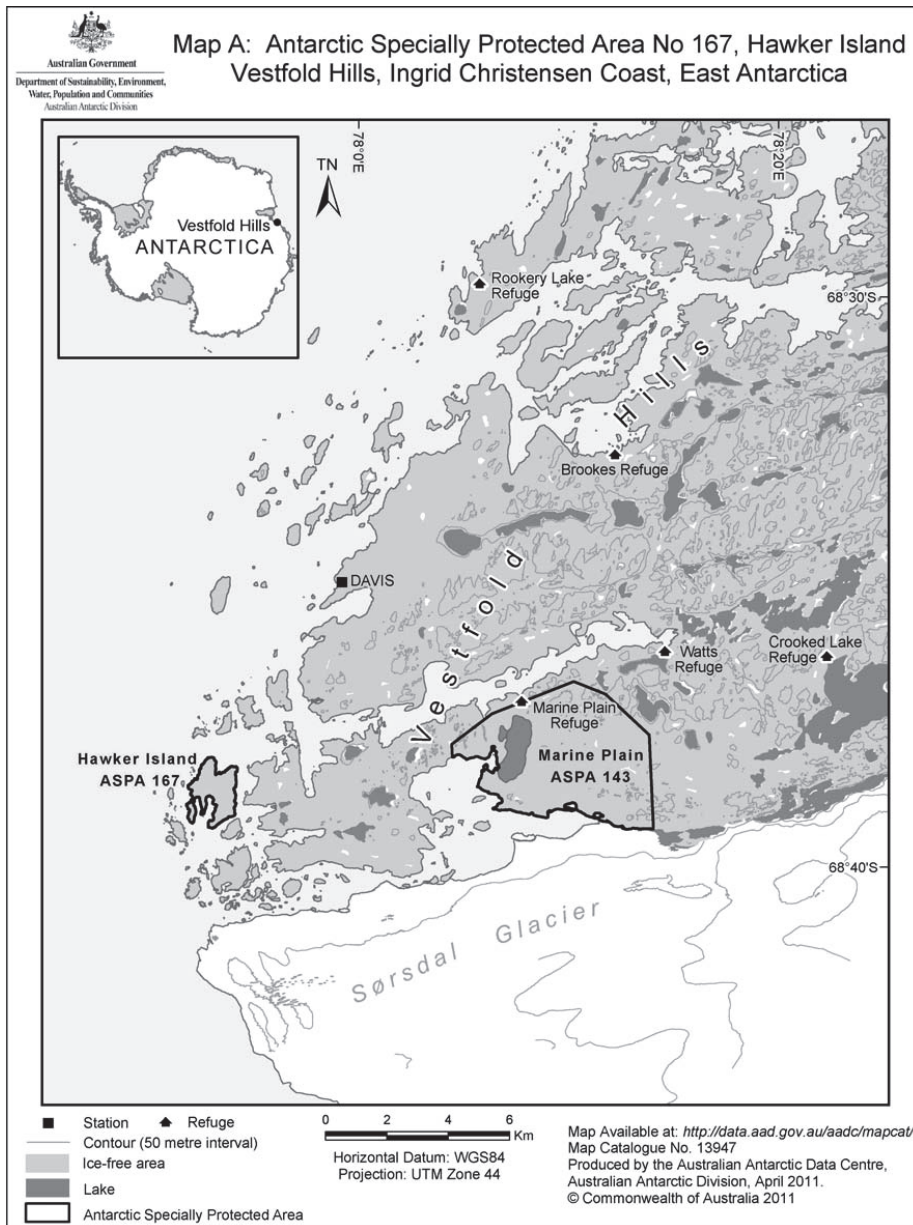 Australian Government
Department of Sustainability, Environment,
Water, Population and Communities
Australian Antarctic Division
Map A: Antarctic Specially Protected Area No 167, Hawker Island
Vestfold Hills, Ingrid Christensen Coast, East Antarctica
78°0'E
78°20'E
TN
Vestfold Hills
ANTARCTICA
Rookery Lake
Refuge
68°30'S
Vestfold Hills
Brookes Refuge
DAVIS
Watts
Refuge
Crooked Lake
Refuge
Marine Plain
Refuge
Hawker Island
ASPA 167
Marine Plain
ASPA 143
68°40'S
Sørsdal Glacier
Station
Refuge
Contour (50 metre interval)
Ice-free area
Lake
Antarctic Specially Protected Area
0 2 4 6
Km
Horizontal Datum: WGS84
Projection: UTM Zone 44
Map Available at: http://data.aad.gov.au/aadc/mapcat/
Map Catalogue No. 13947
Produced by the Australian Antarctic Data Centre,
Australian Antarctic Division, April 2011.
© Commonwealth of Australia 2011